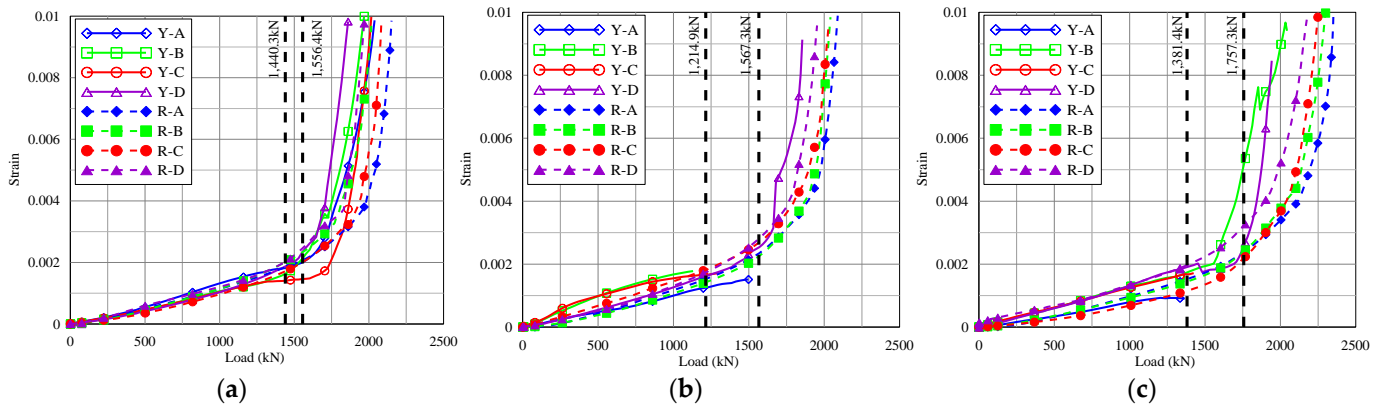 0.01
0.008
0.006
0.004
0.002
0
Strain
Y-A
Y-B
Y-C
Y-D
R-A
R-B
R-C
R-D
1,440.3kN
1,556.4kN
0 500 1000 1500 2000 2500
Load (kN)
(a)
0.01
0.008
0.006
0.004
0.002
0
Strain
Y-A
Y-B
Y-C
Y-D
R-A
R-B
R-C
R-D
1,214.9kN
1,567.3kN
0 500 1000 1500 2000 2500
Load (kN)
(b)
0.01
0.008
0.006
0.004
0.002
0
Strain
Y-A
Y-B
Y-C
Y-D
R-A
R-B
R-C
R-D
1,381.4kN
1,757.3kN
0 500 1000 1500 2000 2500
Load (kN)
(c)